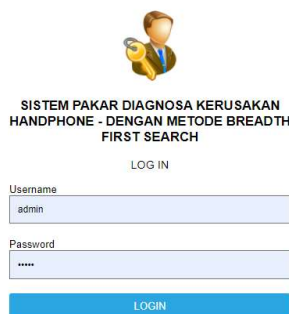 SISTEM PAKAR DIAGNOSA KERUSAKAN
HANDPHONE - DENGAN METODE BREADTH
FIRST SEARCH
LOG IN
Username
admin
Password
•••••
LOGIN